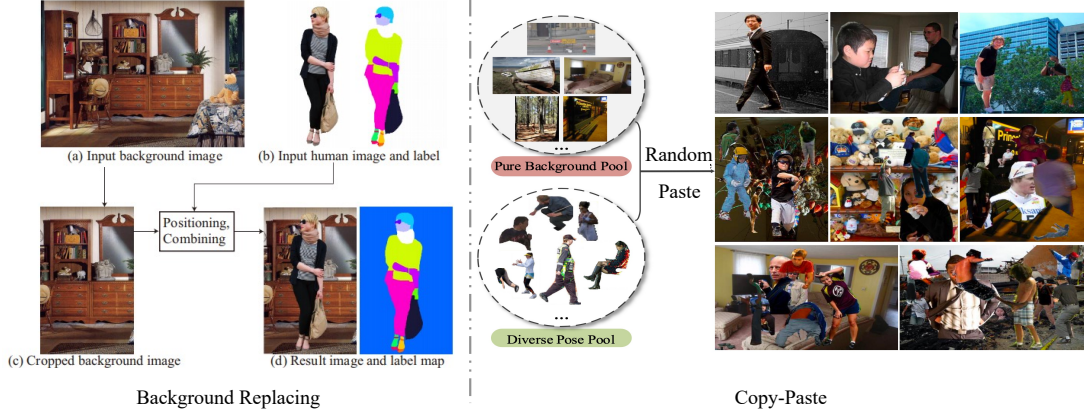 (a) Input background image
(b) Input human image and label
Positioning,
Combining
(c) Cropped background image
(d) Result image and label map
Background Replacing
...
Pure Background Pool
...
Diverse Pose Pool
Random
Paste
Copy-Paste